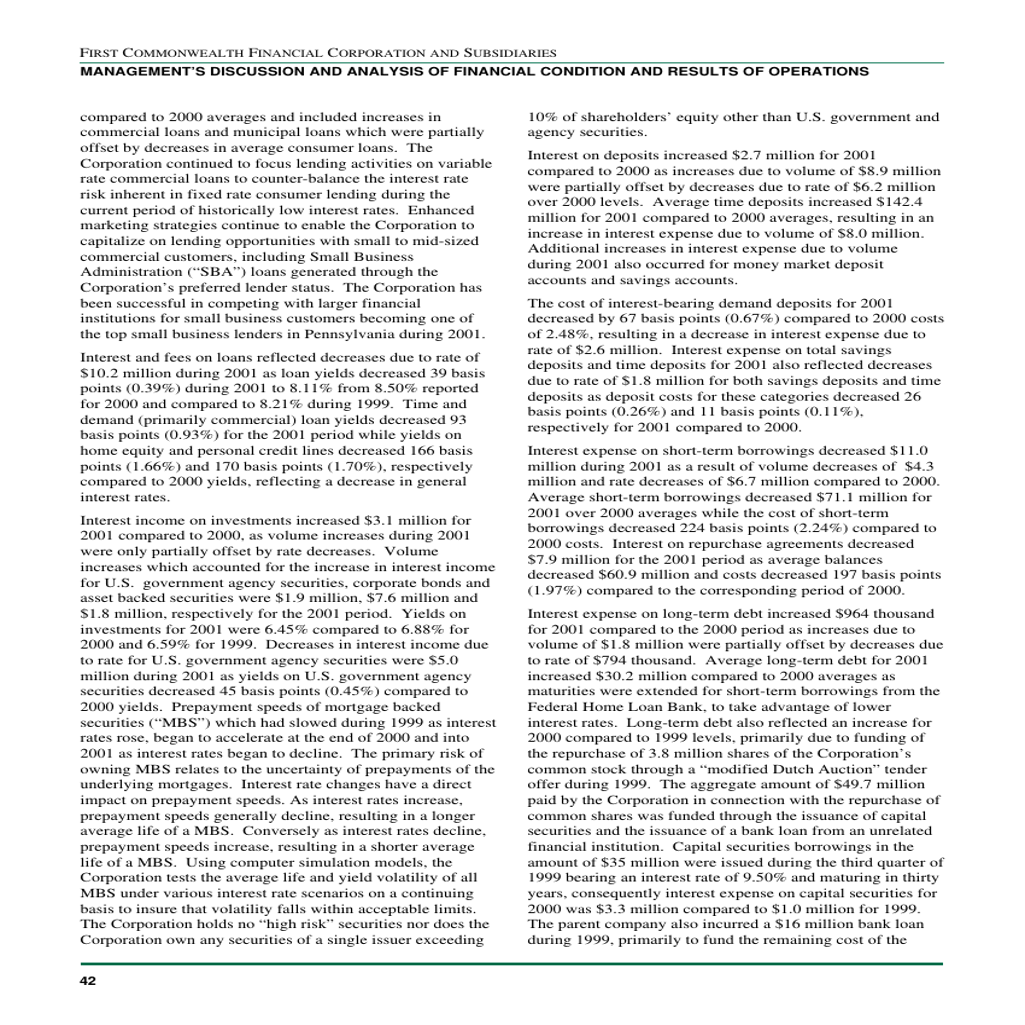 FIRST COMMONWEALTH FINANCIAL CORPORATION AND SUBSIDIARIES
MANAGEMENT'S DISCUSSION AND ANALYSIS OF FINANCIAL CONDITION AND RESULTS OF OPERATIONS
compared to 2000 averages and included increases in
commercial loans and municipal loans which were partially
offset by decreases in average consumer loans.  The
Corporation continued to focus lending activities on variable
rate commercial loans to counter-balance the interest rate
risk inherent in fixed rate consumer lending during the
current period of historically low interest rates.  Enhanced
marketing strategies continue to enable the Corporation to
capitalize on lending opportunities with small to mid-sized
commercial customers, including Small Business
Administration (“SBA”) loans generated through the
Corporation’s preferred lender status.  The Corporation has
been successful in competing with larger financial
institutions for small business customers becoming one of
the top small business lenders in Pennsylvania during 2001.
Interest and fees on loans reflected decreases due to rate of
$10.2 million during 2001 as loan yields decreased 39 basis
points (0.39%) during 2001 to 8.11% from 8.50% reported
for 2000 and compared to 8.21% during 1999.  Time and
demand (primarily commercial) loan yields decreased 93
basis points (0.93%) for the 2001 period while yields on
home equity and personal credit lines decreased 166 basis
points (1.66%) and 170 basis points (1.70%), respectively
compared to 2000 yields, reflecting a decrease in general
interest rates.
Interest income on investments increased $3.1 million for
2001 compared to 2000, as volume increases during 2001
were only partially offset by rate decreases.  Volume
increases which accounted for the increase in interest income
for U.S.  government agency securities, corporate bonds and
asset backed securities were $1.9 million, $7.6 million and
$1.8 million, respectively for the 2001 period.  Yields on
investments for 2001 were 6.45% compared to 6.88% for
2000 and 6.59% for 1999.  Decreases in interest income due
to rate for U.S. government agency securities were $5.0
million during 2001 as yields on U.S. government agency
securities decreased 45 basis points (0.45%) compared to
2000 yields.  Prepayment speeds of mortgage backed
securities (“MBS”) which had slowed during 1999 as interest
rates rose, began to accelerate at the end of 2000 and into
2001 as interest rates began to decline.  The primary risk of
owning MBS relates to the uncertainty of prepayments of the
underlying mortgages.  Interest rate changes have a direct
impact on prepayment speeds. As interest rates increase,
prepayment speeds generally decline, resulting in a longer
average life of a MBS.  Conversely as interest rates decline,
prepayment speeds increase, resulting in a shorter average
life of a MBS.  Using computer simulation models, the
Corporation tests the average life and yield volatility of all
MBS under various interest rate scenarios on a continuing
basis to insure that volatility falls within acceptable limits.
The Corporation holds no “high risk” securities nor does the
Corporation own any securities of a single issuer exceeding
10% of shareholders’ equity other than U.S. government and
agency securities.
Interest on deposits increased $2.7 million for 2001
compared to 2000 as increases due to volume of $8.9 million
were partially offset by decreases due to rate of $6.2 million
over 2000 levels.  Average time deposits increased $142.4
million for 2001 compared to 2000 averages, resulting in an
increase in interest expense due to volume of $8.0 million.
Additional increases in interest expense due to volume
during 2001 also occurred for money market deposit
accounts and savings accounts.
The cost of interest-bearing demand deposits for 2001
decreased by 67 basis points (0.67%) compared to 2000 costs
of 2.48%, resulting in a decrease in interest expense due to
rate of $2.6 million.  Interest expense on total savings
deposits and time deposits for 2001 also reflected decreases
due to rate of $1.8 million for both savings deposits and time
deposits as deposit costs for these categories decreased 26
basis points (0.26%) and 11 basis points (0.11%),
respectively for 2001 compared to 2000.
Interest expense on short-term borrowings decreased $11.0
million during 2001 as a result of volume decreases of  $4.3
million and rate decreases of $6.7 million compared to 2000.
Average short-term borrowings decreased $71.1 million for
2001 over 2000 averages while the cost of short-term
borrowings decreased 224 basis points (2.24%) compared to
2000 costs.  Interest on repurchase agreements decreased
$7.9 million for the 2001 period as average balances
decreased $60.9 million and costs decreased 197 basis points
(1.97%) compared to the corresponding period of 2000.
Interest expense on long-term debt increased $964 thousand
for 2001 compared to the 2000 period as increases due to
volume of $1.8 million were partially offset by decreases due
to rate of $794 thousand.  Average long-term debt for 2001
increased $30.2 million compared to 2000 averages as
maturities were extended for short-term borrowings from the
Federal Home Loan Bank, to take advantage of lower
interest rates.  Long-term debt also reflected an increase for
2000 compared to 1999 levels, primarily due to funding of
the repurchase of 3.8 million shares of the Corporation’s
common stock through a “modified Dutch Auction” tender
offer during 1999.  The aggregate amount of $49.7 million
paid by the Corporation in connection with the repurchase of
common shares was funded through the issuance of capital
securities and the issuance of a bank loan from an unrelated
financial institution.  Capital securities borrowings in the
amount of $35 million were issued during the third quarter of
1999 bearing an interest rate of 9.50% and maturing in thirty
years, consequently interest expense on capital securities for
2000 was $3.3 million compared to $1.0 million for 1999.
The parent company also incurred a $16 million bank loan
during 1999, primarily to fund the remaining cost of the
42